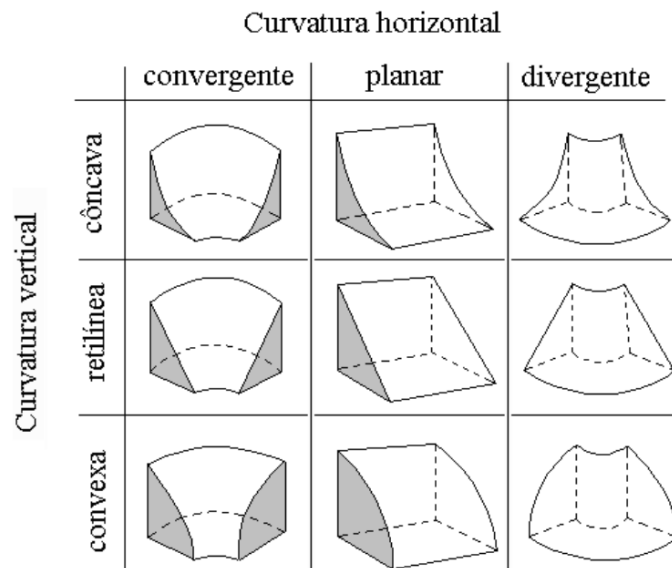 Curvatura horizontal
convergente planar divergente
Curvatura vertical
côncava
retilínea
convexa